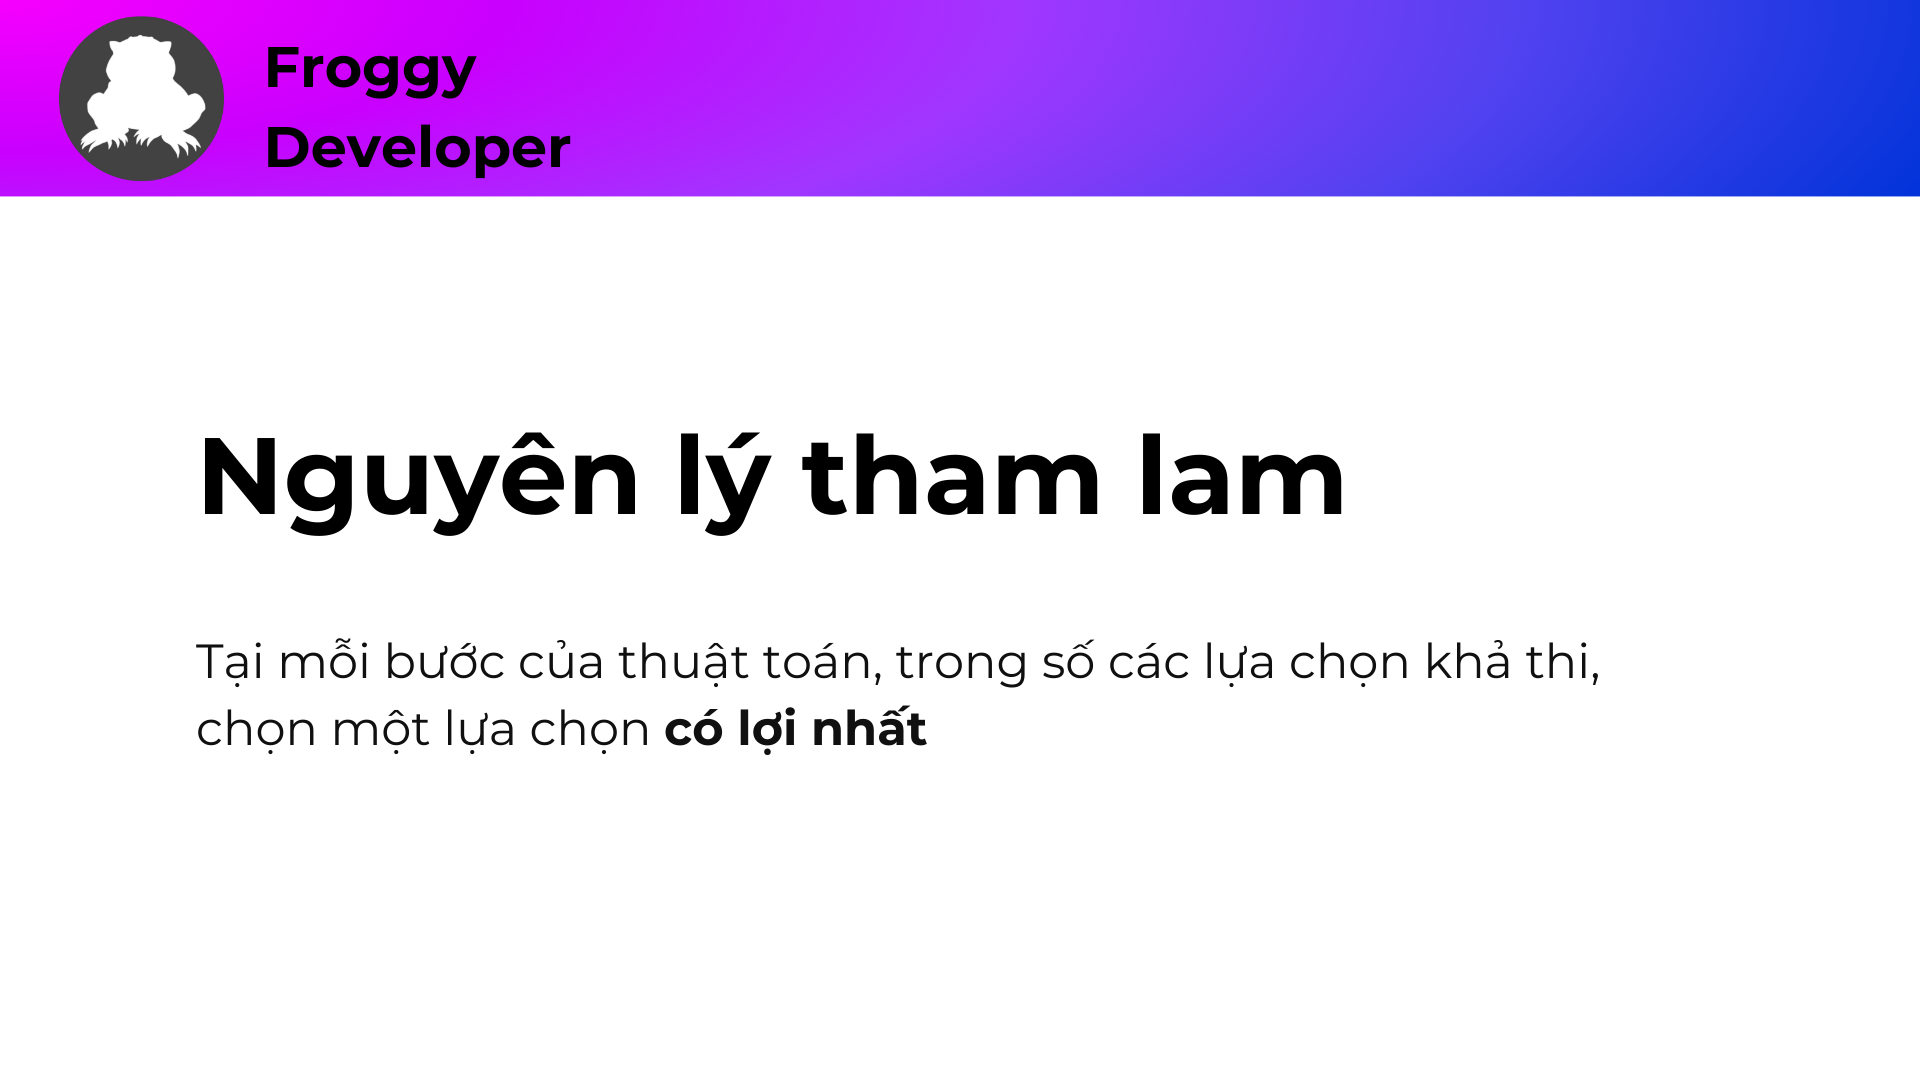 Froggy
Developer
Nguyên lý tham lam
Tại mỗi bước của thuật toán, trong số các lựa chọn khả thi,
chọn một lựa chọn có lợi nhất